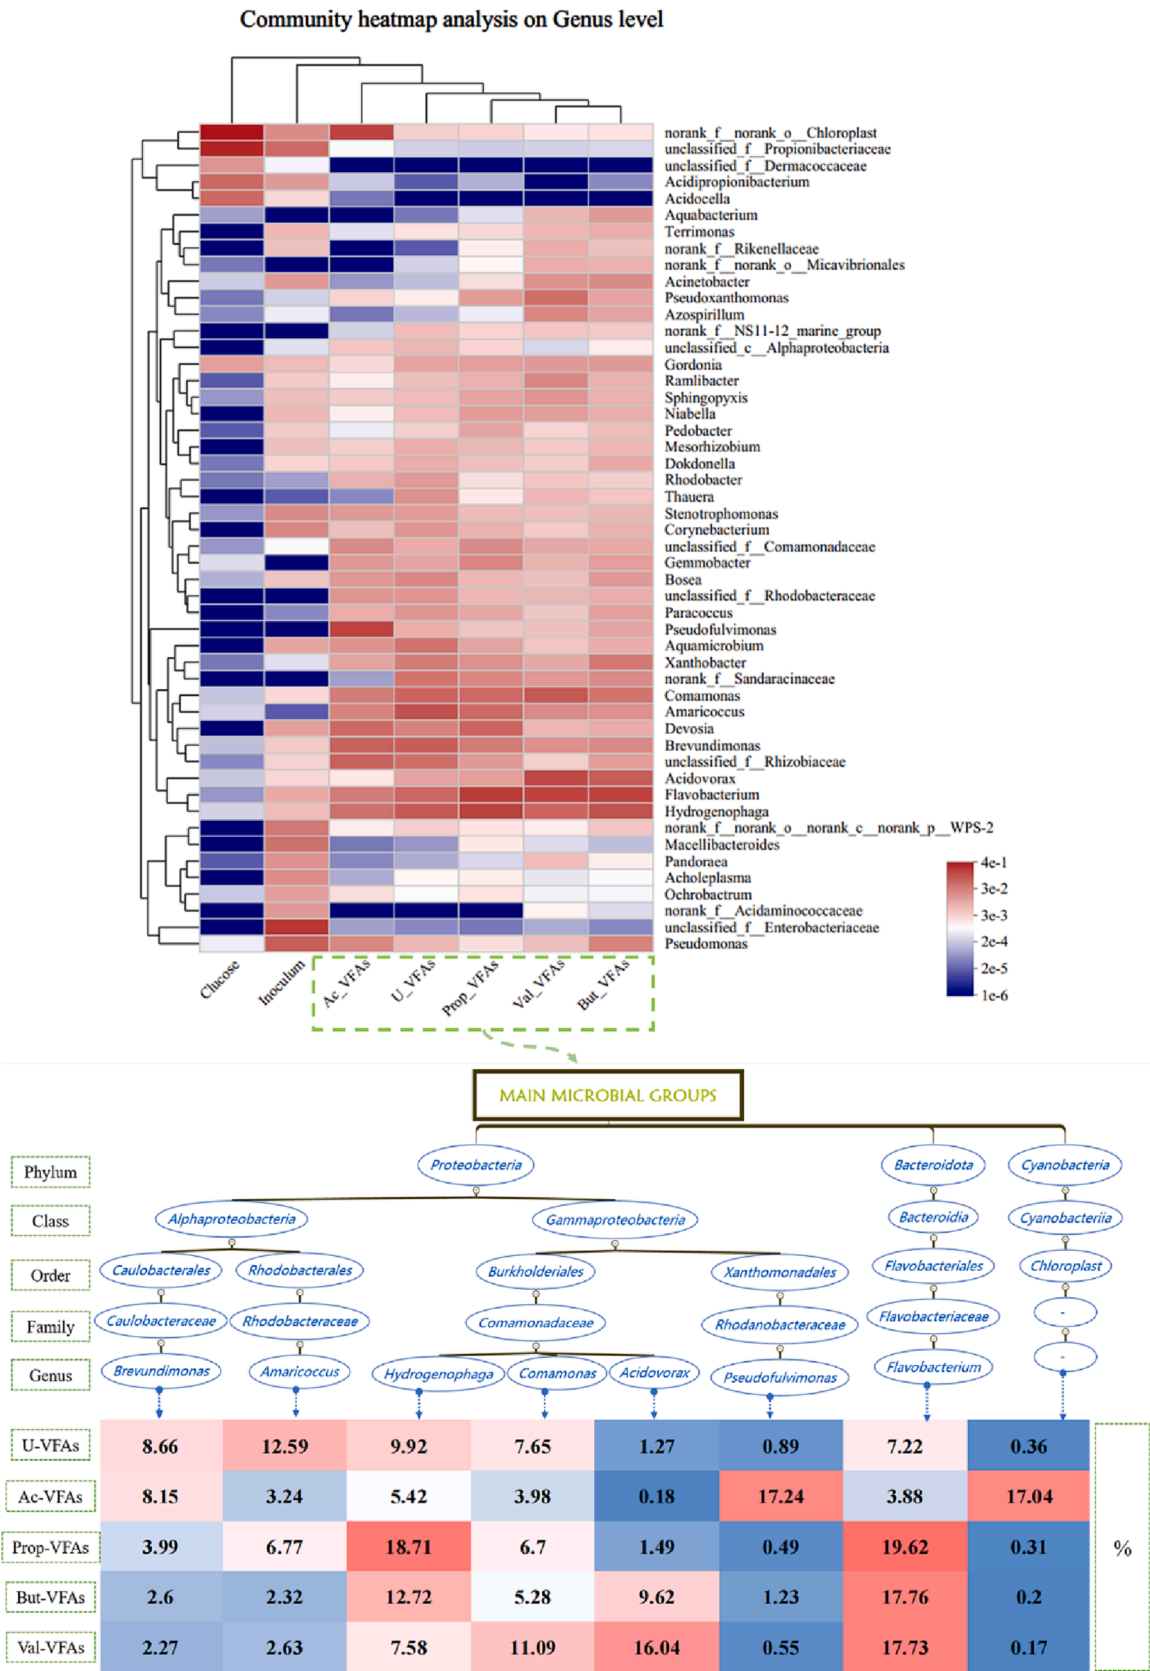 Community heatmap analysis on Genus level
norank_f__norank_o__Chloroplast
unclassified_f__Propionibacteriaceae
unclassified_f__Dermacoccaceae
Acidipropionibacterium
Acidocella
Aquabacterium
Terrimonas
norank_f__Rikenellaceae
norank_f__norank_o__Micavibrionales
Acinetobacter
Pseudoxanthomonas
Azospirillum
norank_f__NS11-12_marine_group
unclassified_c__Alphaproteobacteria
Gordonia
Ramlibacter
Sphingopyxis
Niabella
Pedobacter
Mesorhizobium
Dokdonella
Rhodobacter
Thauera
Stenotrophomonas
Corynebacterium
unclassified_f__Comamonadaceae
Gemmobacter
Bosea
unclassified_f__Rhodobacteraceae
Paracoccus
Pseudofulvimonas
Aquamicrobium
Xanthobacter
norank_f__Sandaracinaceae
Comamonas
Amaricoccus
Devosia
Brevundimonas
unclassified_f__Rhizobiaceae
Acidovorax
Flavobacterium
Hydrogenophaga
norank_f__norank_o__norank_c__norank_p__WPS-2
Macellibacteroides
Pandoraea
Acholeplasma
Ochrobactrum
norank_f__Acidaminococcaceae
unclassified_f__Enterobacteriaceae
Pseudomonas
4e-1
3e-2
3e-3
2e-4
2e-5
1e-6
Clucose Inoculum Ac_VFAs U_VFAs Prop_VFAs Val_VFAs But_VFAs
MAIN MICROBIAL GROUPS
Phylum Proteobacteria Bacteroidota Cyanobacteria
Class Alphaproteobacteria Gammaproteobacteria Bacteroidia Cyanobacteriia
Order Caulobacterales Rhodobacterales Burkholderiales Xanthomonadales Flavobacteriales Chloroplast
Family Caulobacteraceae Rhodobacteraceae Comamonadaceae Rhodanobacteraceae Flavobacteriaceae -
Genus Brevundimonas Amaricoccus Hydrogenophaga Comamonas Acidovorax Pseudofulvimonas Flavobacterium -
U-VFAs 8.66 12.59 9.92 7.65 1.27 0.89 7.22 0.36
Ac-VFAs 8.15 3.24 5.42 3.98 0.18 17.24 3.88 17.04
Prop-VFAs 3.99 6.77 18.71 6.7 1.49 0.49 19.62 0.31 %
But-VFAs 2.6 2.32 12.72 5.28 9.62 1.23 17.76 0.2
Val-VFAs 2.27 2.63 7.58 11.09 16.04 0.55 17.73 0.17